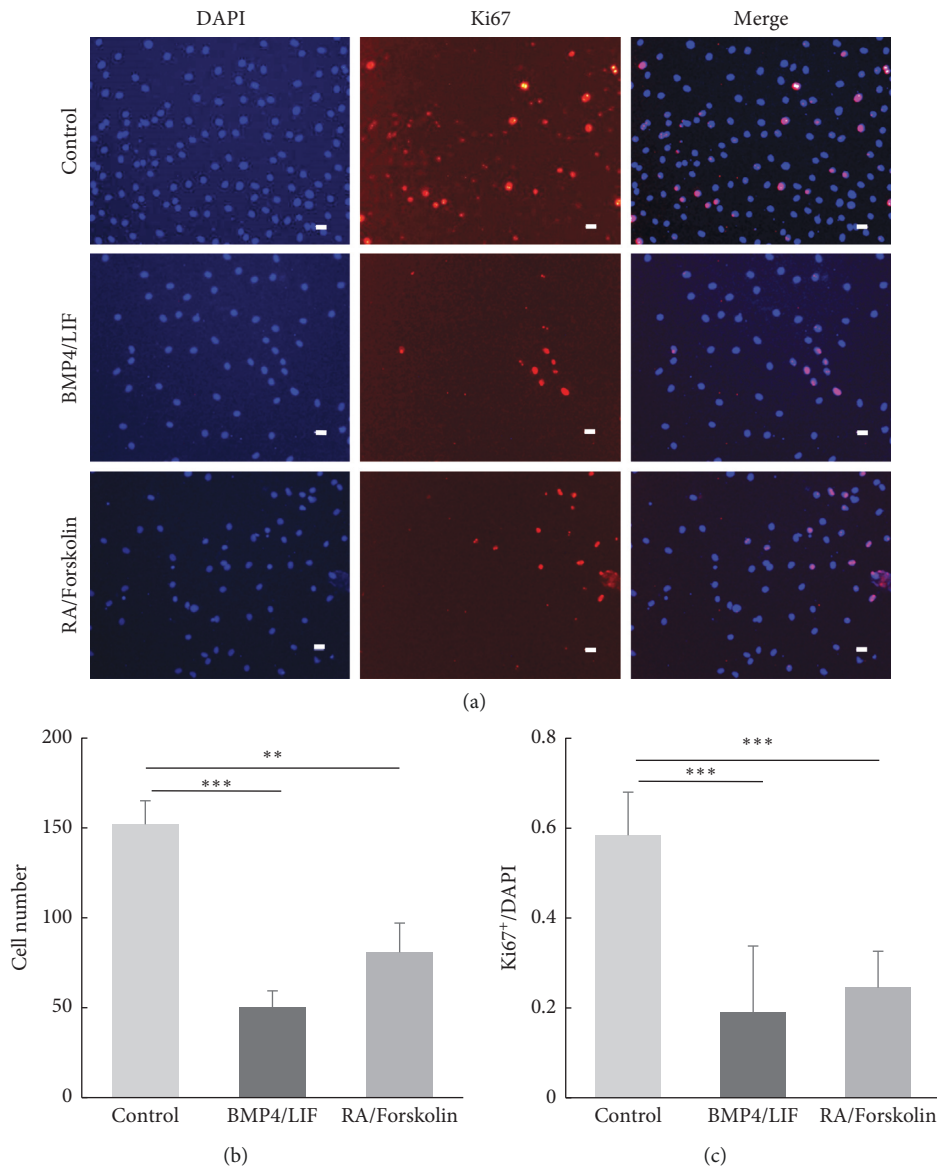 DAPI
Ki67
Merge
Control
BMP4/LIF
RA/Forskolin
(a)
200
150
100
50
0
Cell number
**
***
Control
BMP4/LIF
RA/Forskolin
(b)
0.8
0.6
0.4
0.2
0
Ki67⁺/DAPI
***
***
Control
BMP4/LIF
RA/Forskolin
(c)